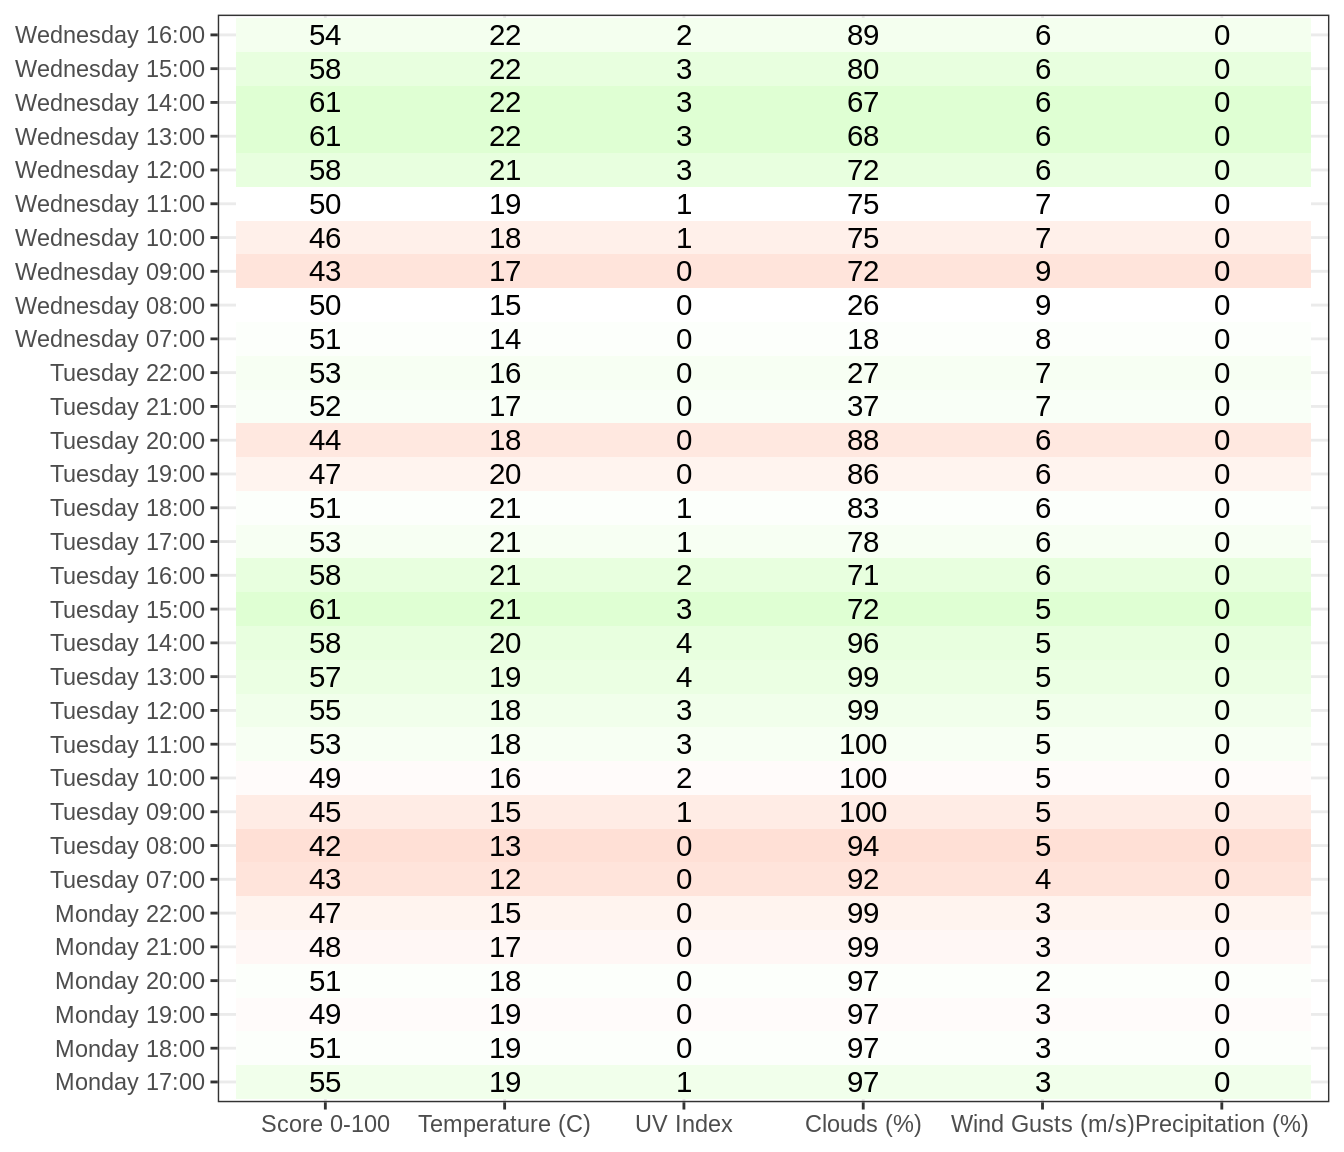 Wednesday 16:00 54 22 2 89 6 0
Wednesday 15:00 58 22 3 80 6 0
Wednesday 14:00 61 22 3 67 6 0
Wednesday 13:00 61 22 3 68 6 0
Wednesday 12:00 58 21 3 72 6 0
Wednesday 11:00 50 19 1 75 7 0
Wednesday 10:00 46 18 1 75 7 0
Wednesday 09:00 43 17 0 72 9 0
Wednesday 08:00 50 15 0 26 9 0
Wednesday 07:00 51 14 0 18 8 0
Tuesday 22:00 53 16 0 27 7 0
Tuesday 21:00 52 17 0 37 7 0
Tuesday 20:00 44 18 0 88 6 0
Tuesday 19:00 47 20 0 86 6 0
Tuesday 18:00 51 21 1 83 6 0
Tuesday 17:00 53 21 1 78 6 0
Tuesday 16:00 58 21 2 71 6 0
Tuesday 15:00 61 21 3 72 5 0
Tuesday 14:00 58 20 4 96 5 0
Tuesday 13:00 57 19 4 99 5 0
Tuesday 12:00 55 18 3 99 5 0
Tuesday 11:00 53 18 3 100 5 0
Tuesday 10:00 49 16 2 100 5 0
Tuesday 09:00 45 15 1 100 5 0
Tuesday 08:00 42 13 0 94 5 0
Tuesday 07:00 43 12 0 92 4 0
Monday 22:00 47 15 0 99 3 0
Monday 21:00 48 17 0 99 3 0
Monday 20:00 51 18 0 97 2 0
Monday 19:00 49 19 0 97 3 0
Monday 18:00 51 19 0 97 3 0
Monday 17:00 55 19 1 97 3 0
Score 0-100 Temperature (C) UV Index Clouds (%) Wind Gusts (m/s) Precipitation (%)